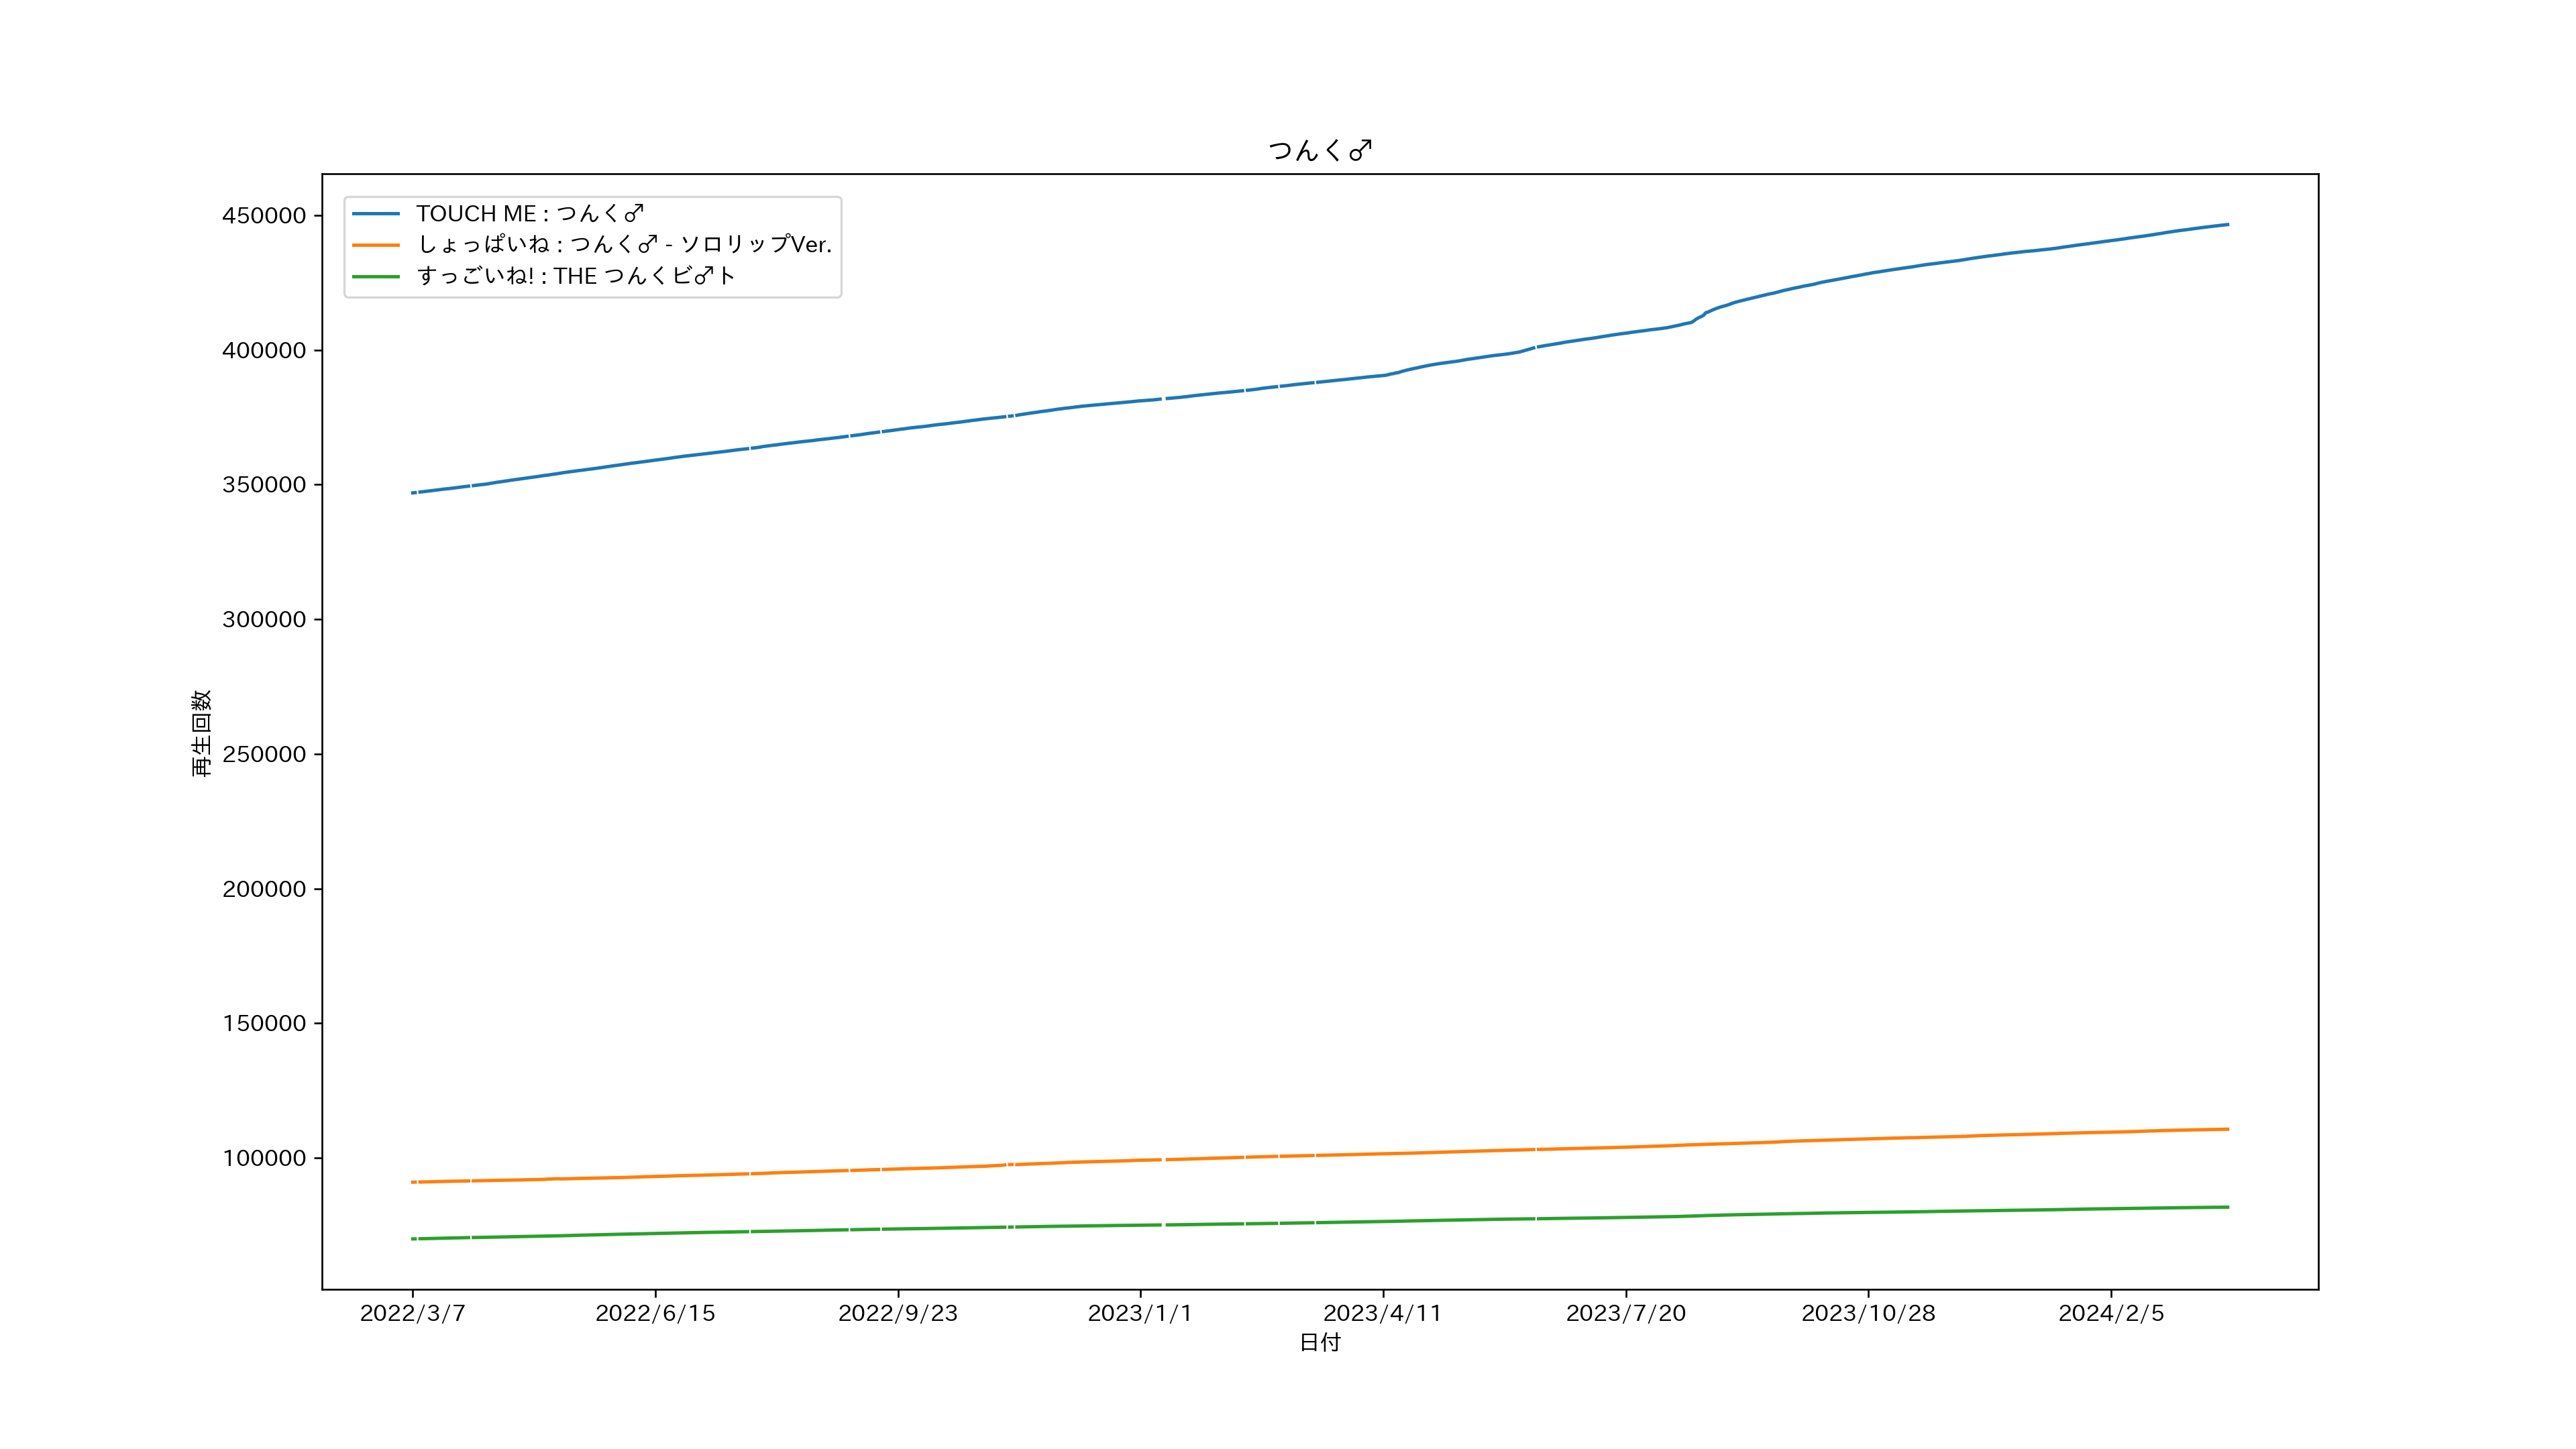 つんく♂
TOUCH ME : つんく♂
しょっぱいね : つんく♂ - ソロリップVer.
すっごいね! : THE つんくビ♂ト
450000
400000
350000
300000
250000
200000
150000
100000
再生回数
2022/3/7
2022/6/15
2022/9/23
2023/1/1
2023/4/11
2023/7/20
2023/10/28
2024/2/5
日付